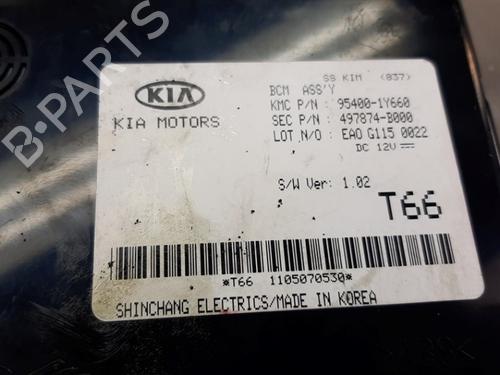 SS KIM (837)
BCM ASS'Y
KIA
KMC P/N : 95400-1Y660
KIA MOTORS
SEC P/N : 497874-B000
LOT N/O : EAO G115 0022
DC 12V
S/W Ver: 1.02
T66
*T66 1105070530*
SHINCHANG ELECTRICS/MADE IN KOREA
B-PARTS